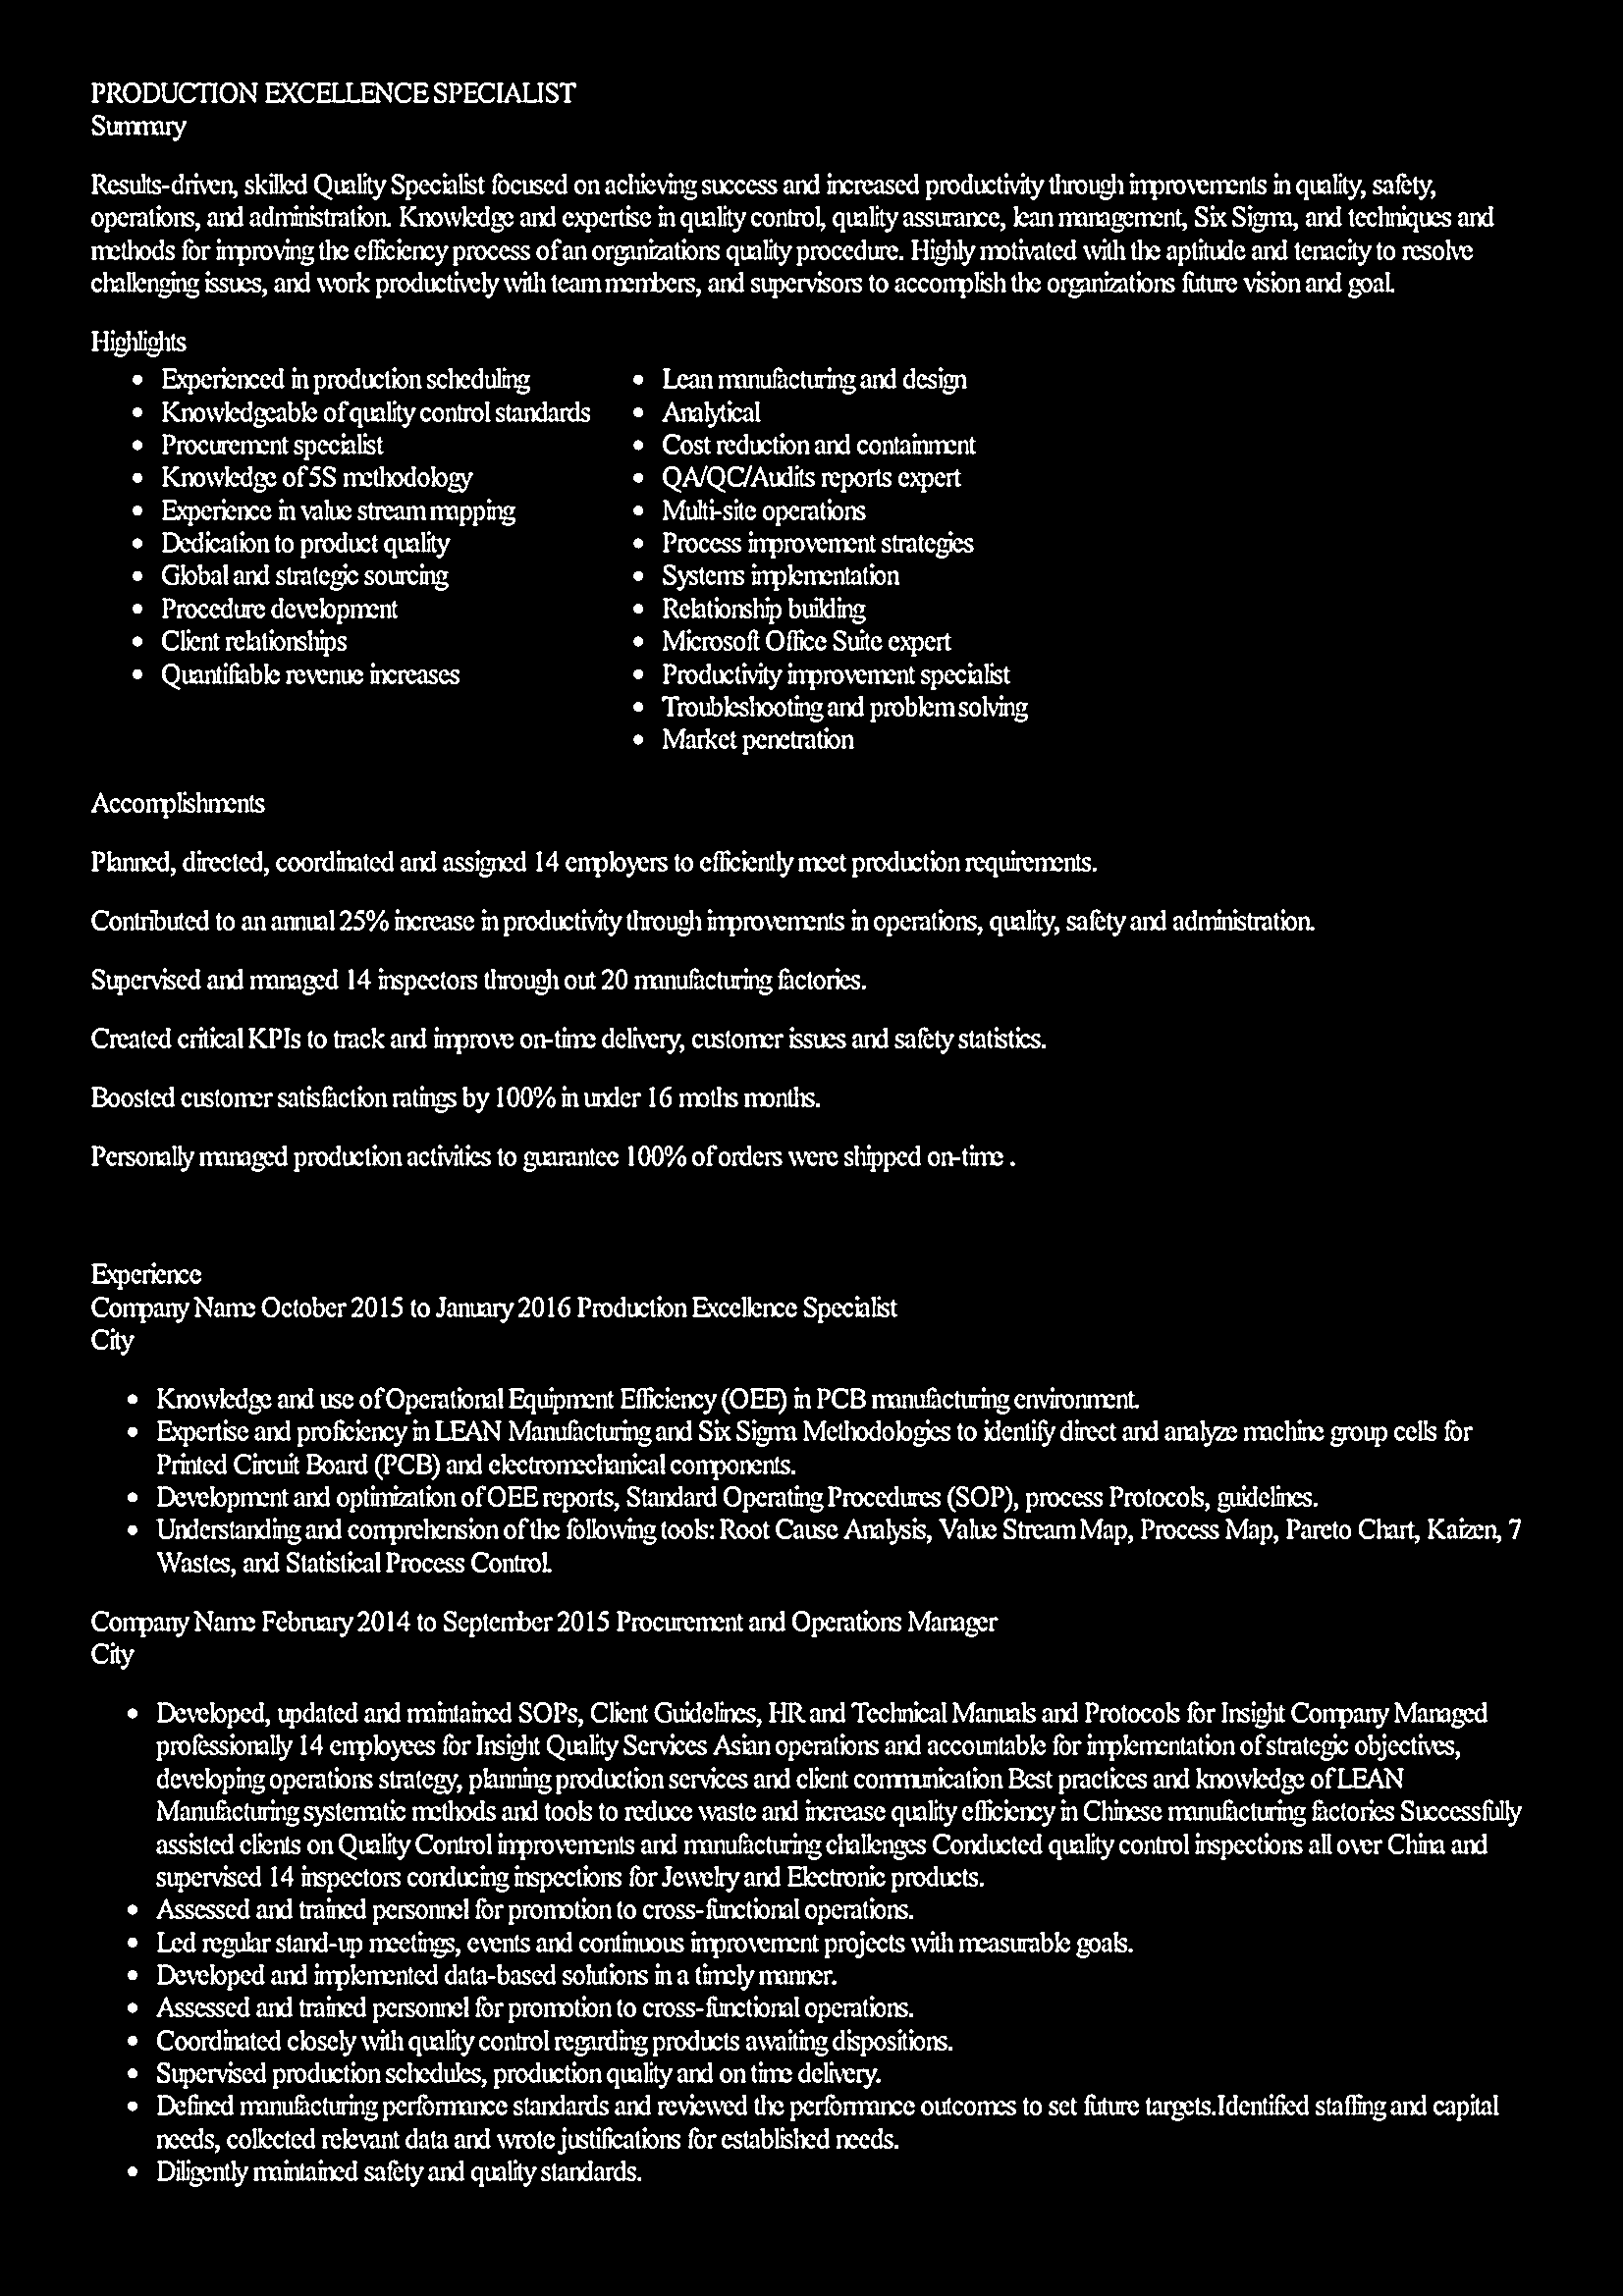 PRODUCTION EXCELLENCE SPECIALIST
Summary
Results-driven, skilled Quality Specialist focused on achieving success and increased productivity through improvements in quality, safety,
operations, and administration. Knowledge and expertise in quality control, quality assurance, lean management, Six Sigma, and techniques and
methods for improving the efficiency process of an organizations quality procedure. Highly motivated with the aptitude and tenacity to resolve
challenging issues, and work productively with team members, and supervisors to accomplish the organizations future vision and goal.
Highlights
• Experienced in production scheduling
• Knowledgeable of quality control standards
• Procurement specialist
• Knowledge of 5S methodology
• Experience in value stream mapping
• Dedication to product quality
• Global and strategic sourcing
• Procedure development
• Client relationships
• Quantifiable revenue increases
• Lean manufacturing and design
• Analytical
• Cost reduction and containment
• QA/QC/Audits reports expert
• Multi-site operations
• Process improvement strategies
• Systems implementation
• Relationship building
• Microsoft Office Suite expert
• Productivity improvement specialist
• Troubleshooting and problem solving
• Market penetration
Accomplishments
Planned, directed, coordinated and assigned 14 employers to efficiently meet production requirements.
Contributed to an annual 25% increase in productivity through improvements in operations, quality, safety and administration.
Supervised and managed 14 inspectors through out 20 manufacturing factories.
Created critical KPIs to track and improve on-time delivery, customer issues and safety statistics.
Boosted customer satisfaction ratings by 100% in under 16 moths months.
Personally managed production activities to guarantee 100% of orders were shipped on-time .
Experience
Company Name October 2015 to January 2016 Production Excellence Specialist
City
• Knowledge and use of Operational Equipment Efficiency (OEE) in PCB manufacturing environment.
• Expertise and proficiency in LEAN Manufacturing and Six Sigma Methodologies to identify direct and analyze machine group cells for
Printed Circuit Board (PCB) and electromechanical components.
• Development and optimization of OEE reports, Standard Operating Procedures (SOP), process Protocols, guidelines.
• Understanding and comprehension of the following tools: Root Cause Analysis, Value Stream Map, Process Map, Pareto Chart, Kaizen, 7
Wastes, and Statistical Process Control.
Company Name February 2014 to September 2015 Procurement and Operations Manager
City
• Developed, updated and maintained SOPs, Client Guidelines, HR and Technical Manuals and Protocols for Insight Company Managed
professionally 14 employees for Insight Quality Services Asian operations and accountable for implementation of strategic objectives,
developing operations strategy, planning production services and client communication Best practices and knowledge of LEAN
Manufacturing systematic methods and tools to reduce waste and increase quality efficiency in Chinese manufacturing factories Successfully
assisted clients on Quality Control improvements and manufacturing challenges Conducted quality control inspections all over China and
supervised 14 inspectors conducing inspections for Jewelry and Electronic products.
• Assessed and trained personnel for promotion to cross-functional operations.
• Led regular stand-up meetings, events and continuous improvement projects with measurable goals.
• Developed and implemented data-based solutions in a timely manner.
• Assessed and trained personnel for promotion to cross-functional operations.
• Coordinated closely with quality control regarding products awaiting dispositions.
• Supervised production schedules, production quality and on time delivery.
• Defined manufacturing performance standards and reviewed the performance outcomes to set future targets.Identified staffing and capital
needs, collected relevant data and wrote justifications for established needs.
• Diligently maintained safety and quality standards.